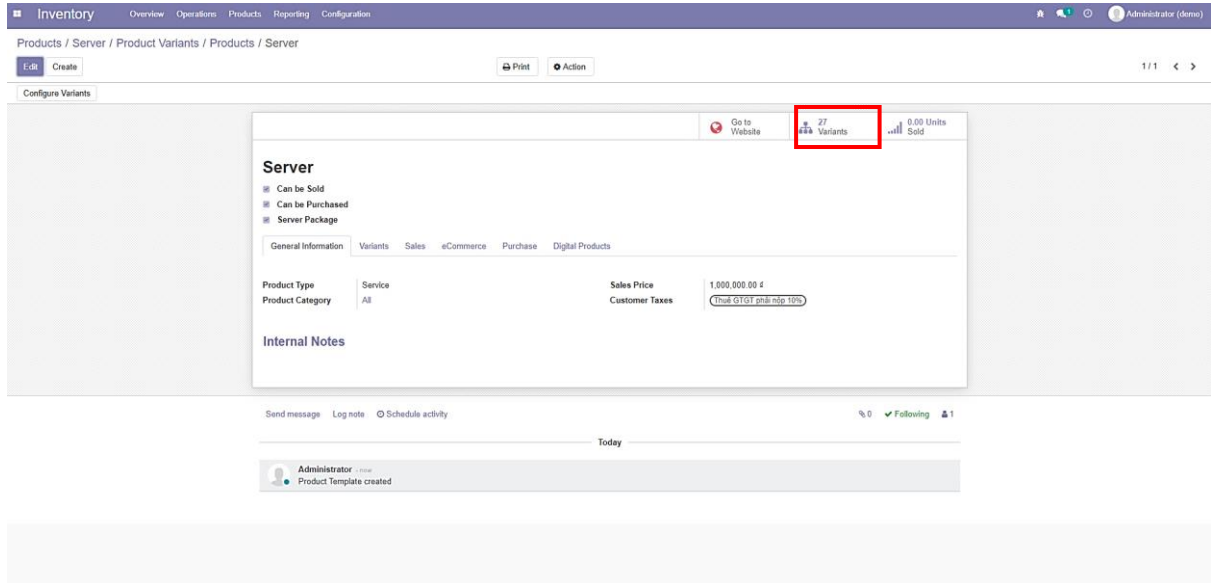 Inventory Overview Operations Products Reporting Configuration 1 Administrator (demo)
Products / Server / Product Variants / Products / Server
Edit Create Print Action 1 / 1
Configure Variants
Go to Website 27 Variants 0.00 Units Sold
Server
Can be Sold
Can be Purchased
Server Package
General Information Variants Sales eCommerce Purchase Digital Products
Product Type Service Sales Price 1,000,000.00 ₫
Product Category All Customer Taxes Thuế GTGT phải nộp 10%
Internal Notes
Send message Log note Schedule activity 0 Following 1
Today
Administrator - now
Product Template created